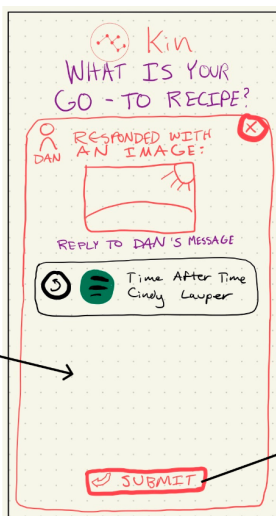 Kin
WHAT IS YOUR
GO-TO RECIPE?
DAN
RESPONDED WITH
AN IMAGE:
REPLY TO DAN'S MESSAGE
Time After Time
Cindy Lauper
SUBMIT